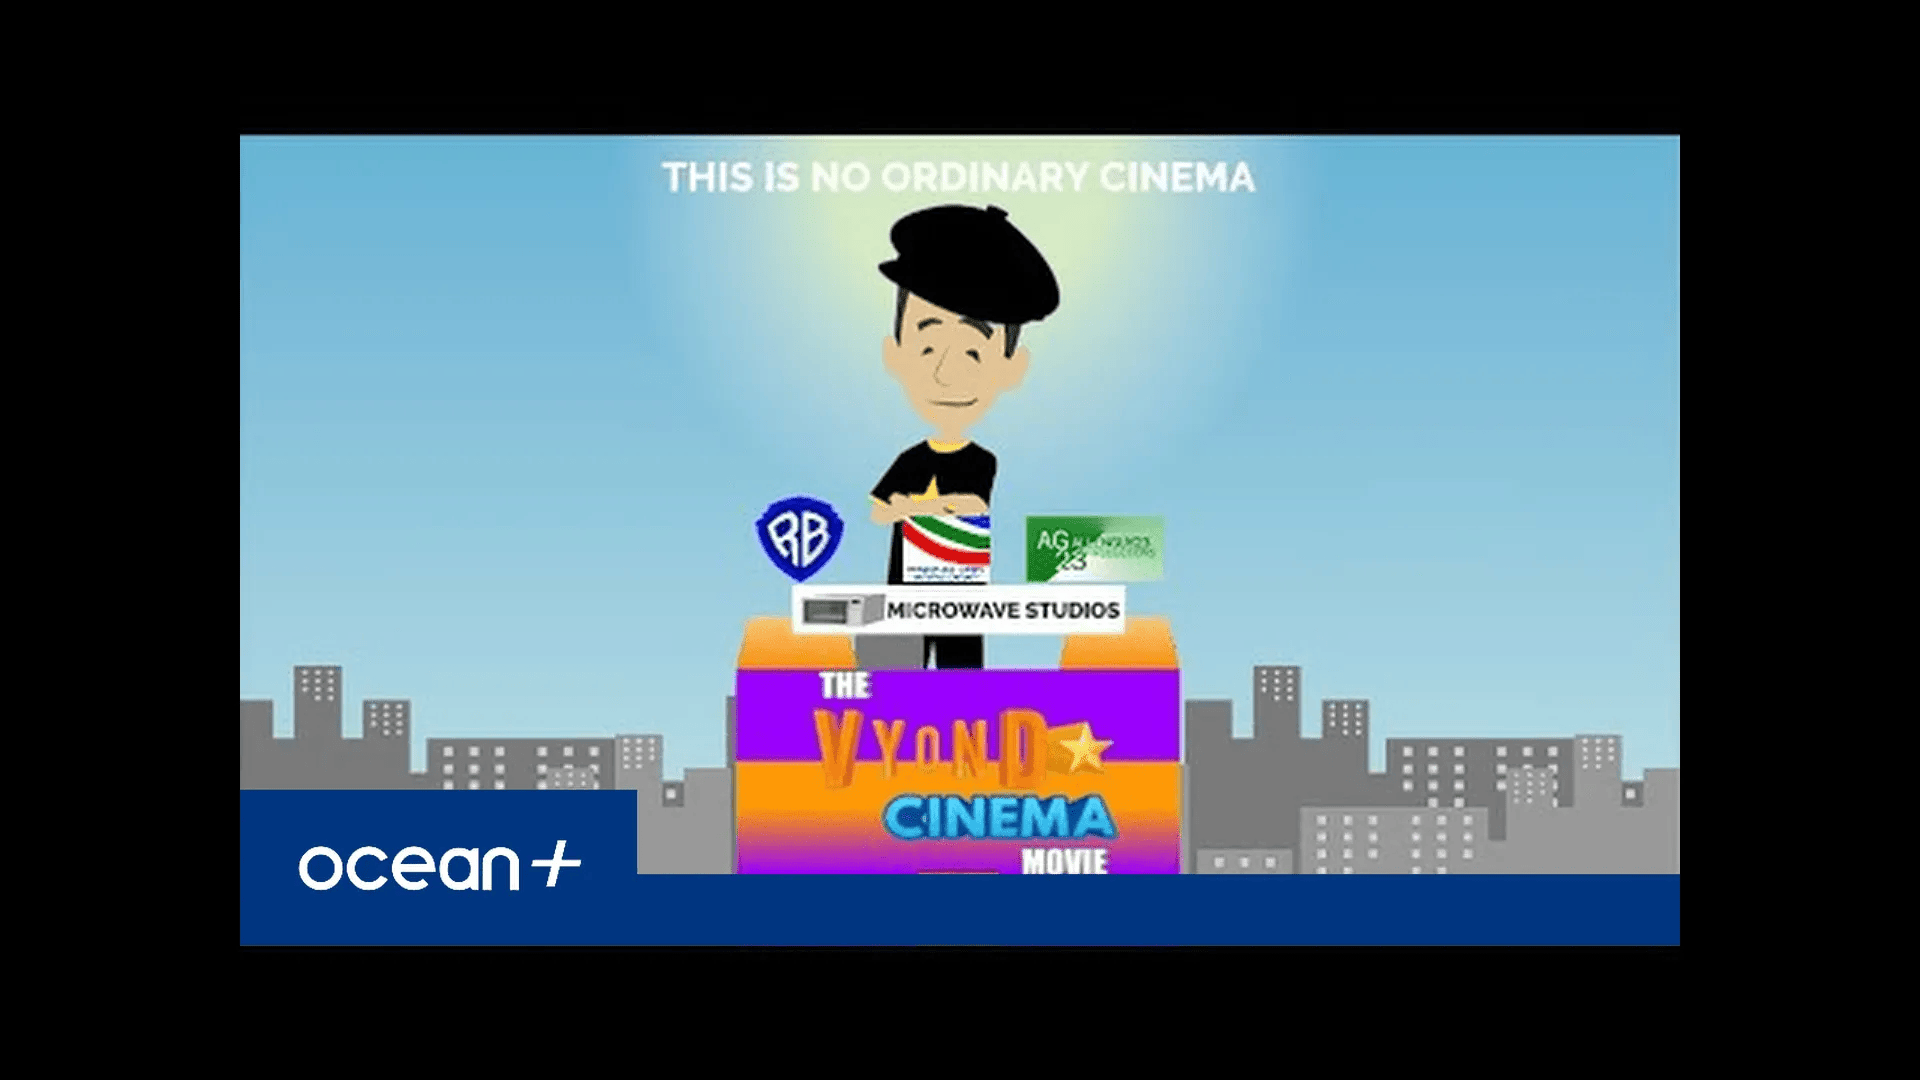 THIS IS NO ORDINARY CINEMA
RB
AG
23
MICROWAVE STUDIOS
THE
VYOND
CINEMA
MOVIE
ocean+